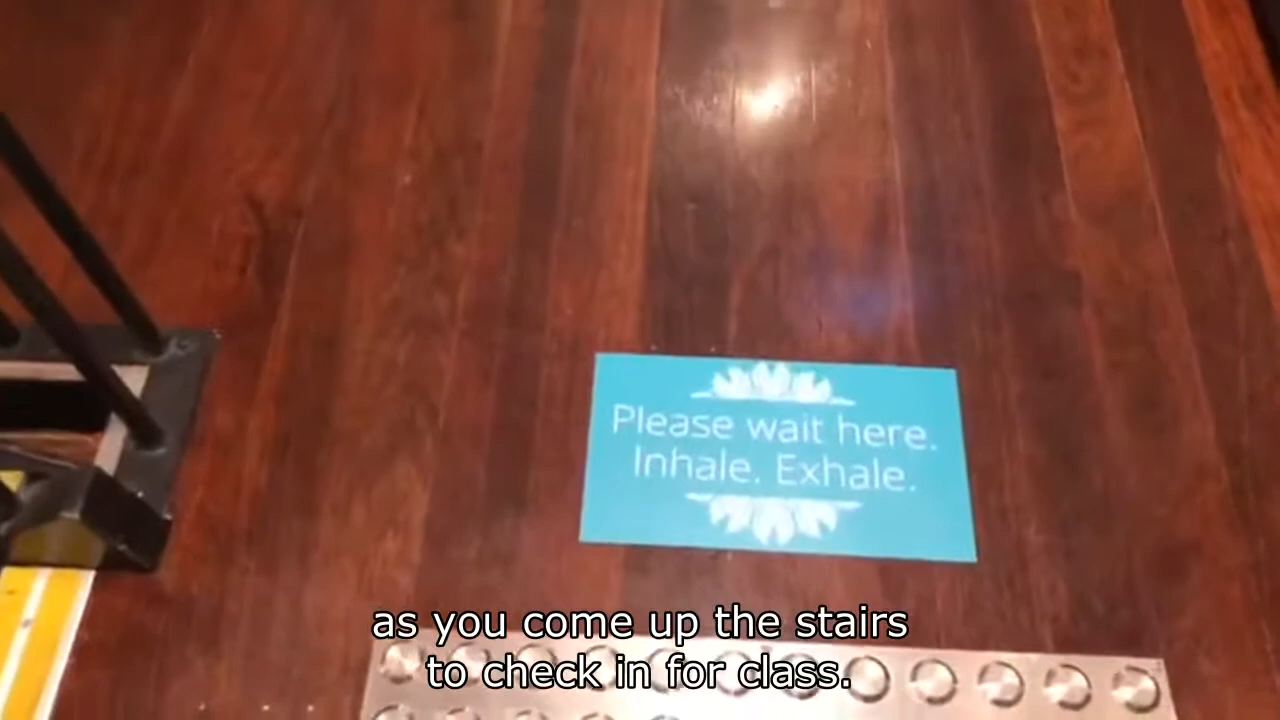 Please wait here.
Inhale. Exhale.
as you come up the stairs
to check in for class.